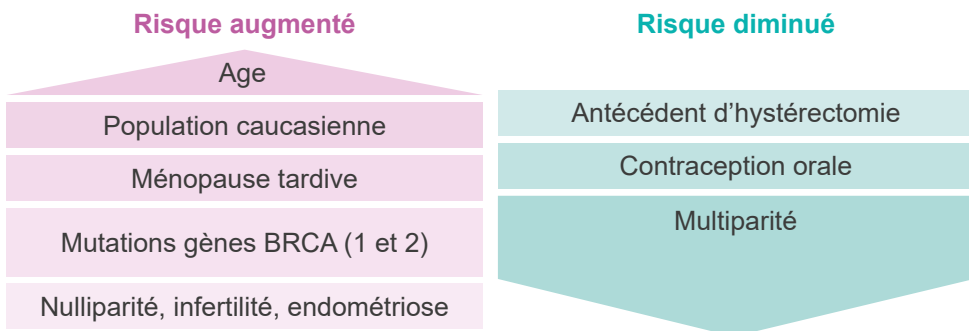 Risque augmenté
Age
Population caucasienne
Ménopause tardive
Mutations gènes BRCA (1 et 2)
Nulliparité, infertilité, endométriose
Risque diminué
Antécédent d’hystérectomie
Contraception orale
Multiparité